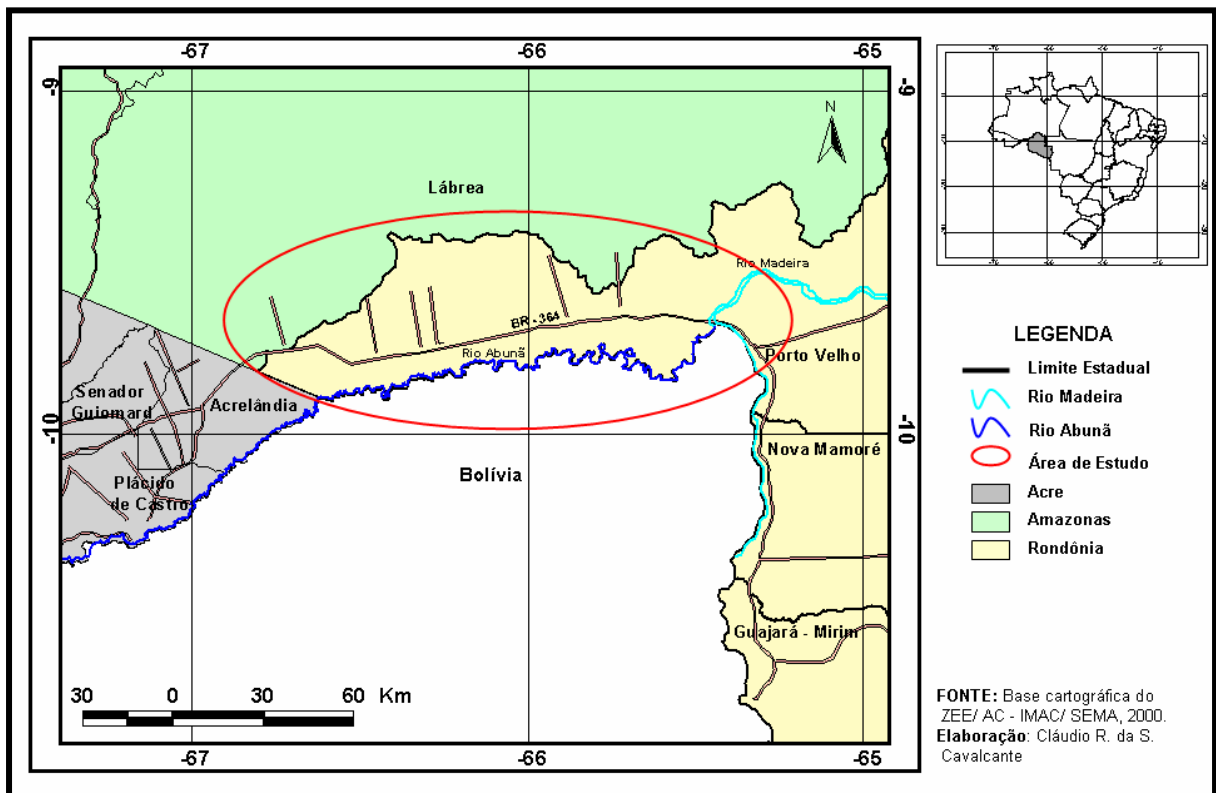 -67
-66
-65
-9
-9
N
Lábrea
Rio Madeira
BR - 364
Rio Abunã
Porto Velho
Senador
Guiomard
Acrelândia
-10
-10
Nova Mamoré
Bolívia
Plácido
de Castro
Guajará - Mirim
30 0 30 60 Km
-67
-66
-65
LEGENDA
Limite Estadual
Rio Madeira
Rio Abunã
Área de Estudo
Acre
Amazonas
Rondônia
FONTE: Base cartográfica do
ZEE/ AC - IMAC/ SEMA, 2000.
Elaboração: Cláudio R. da S.
Cavalcante